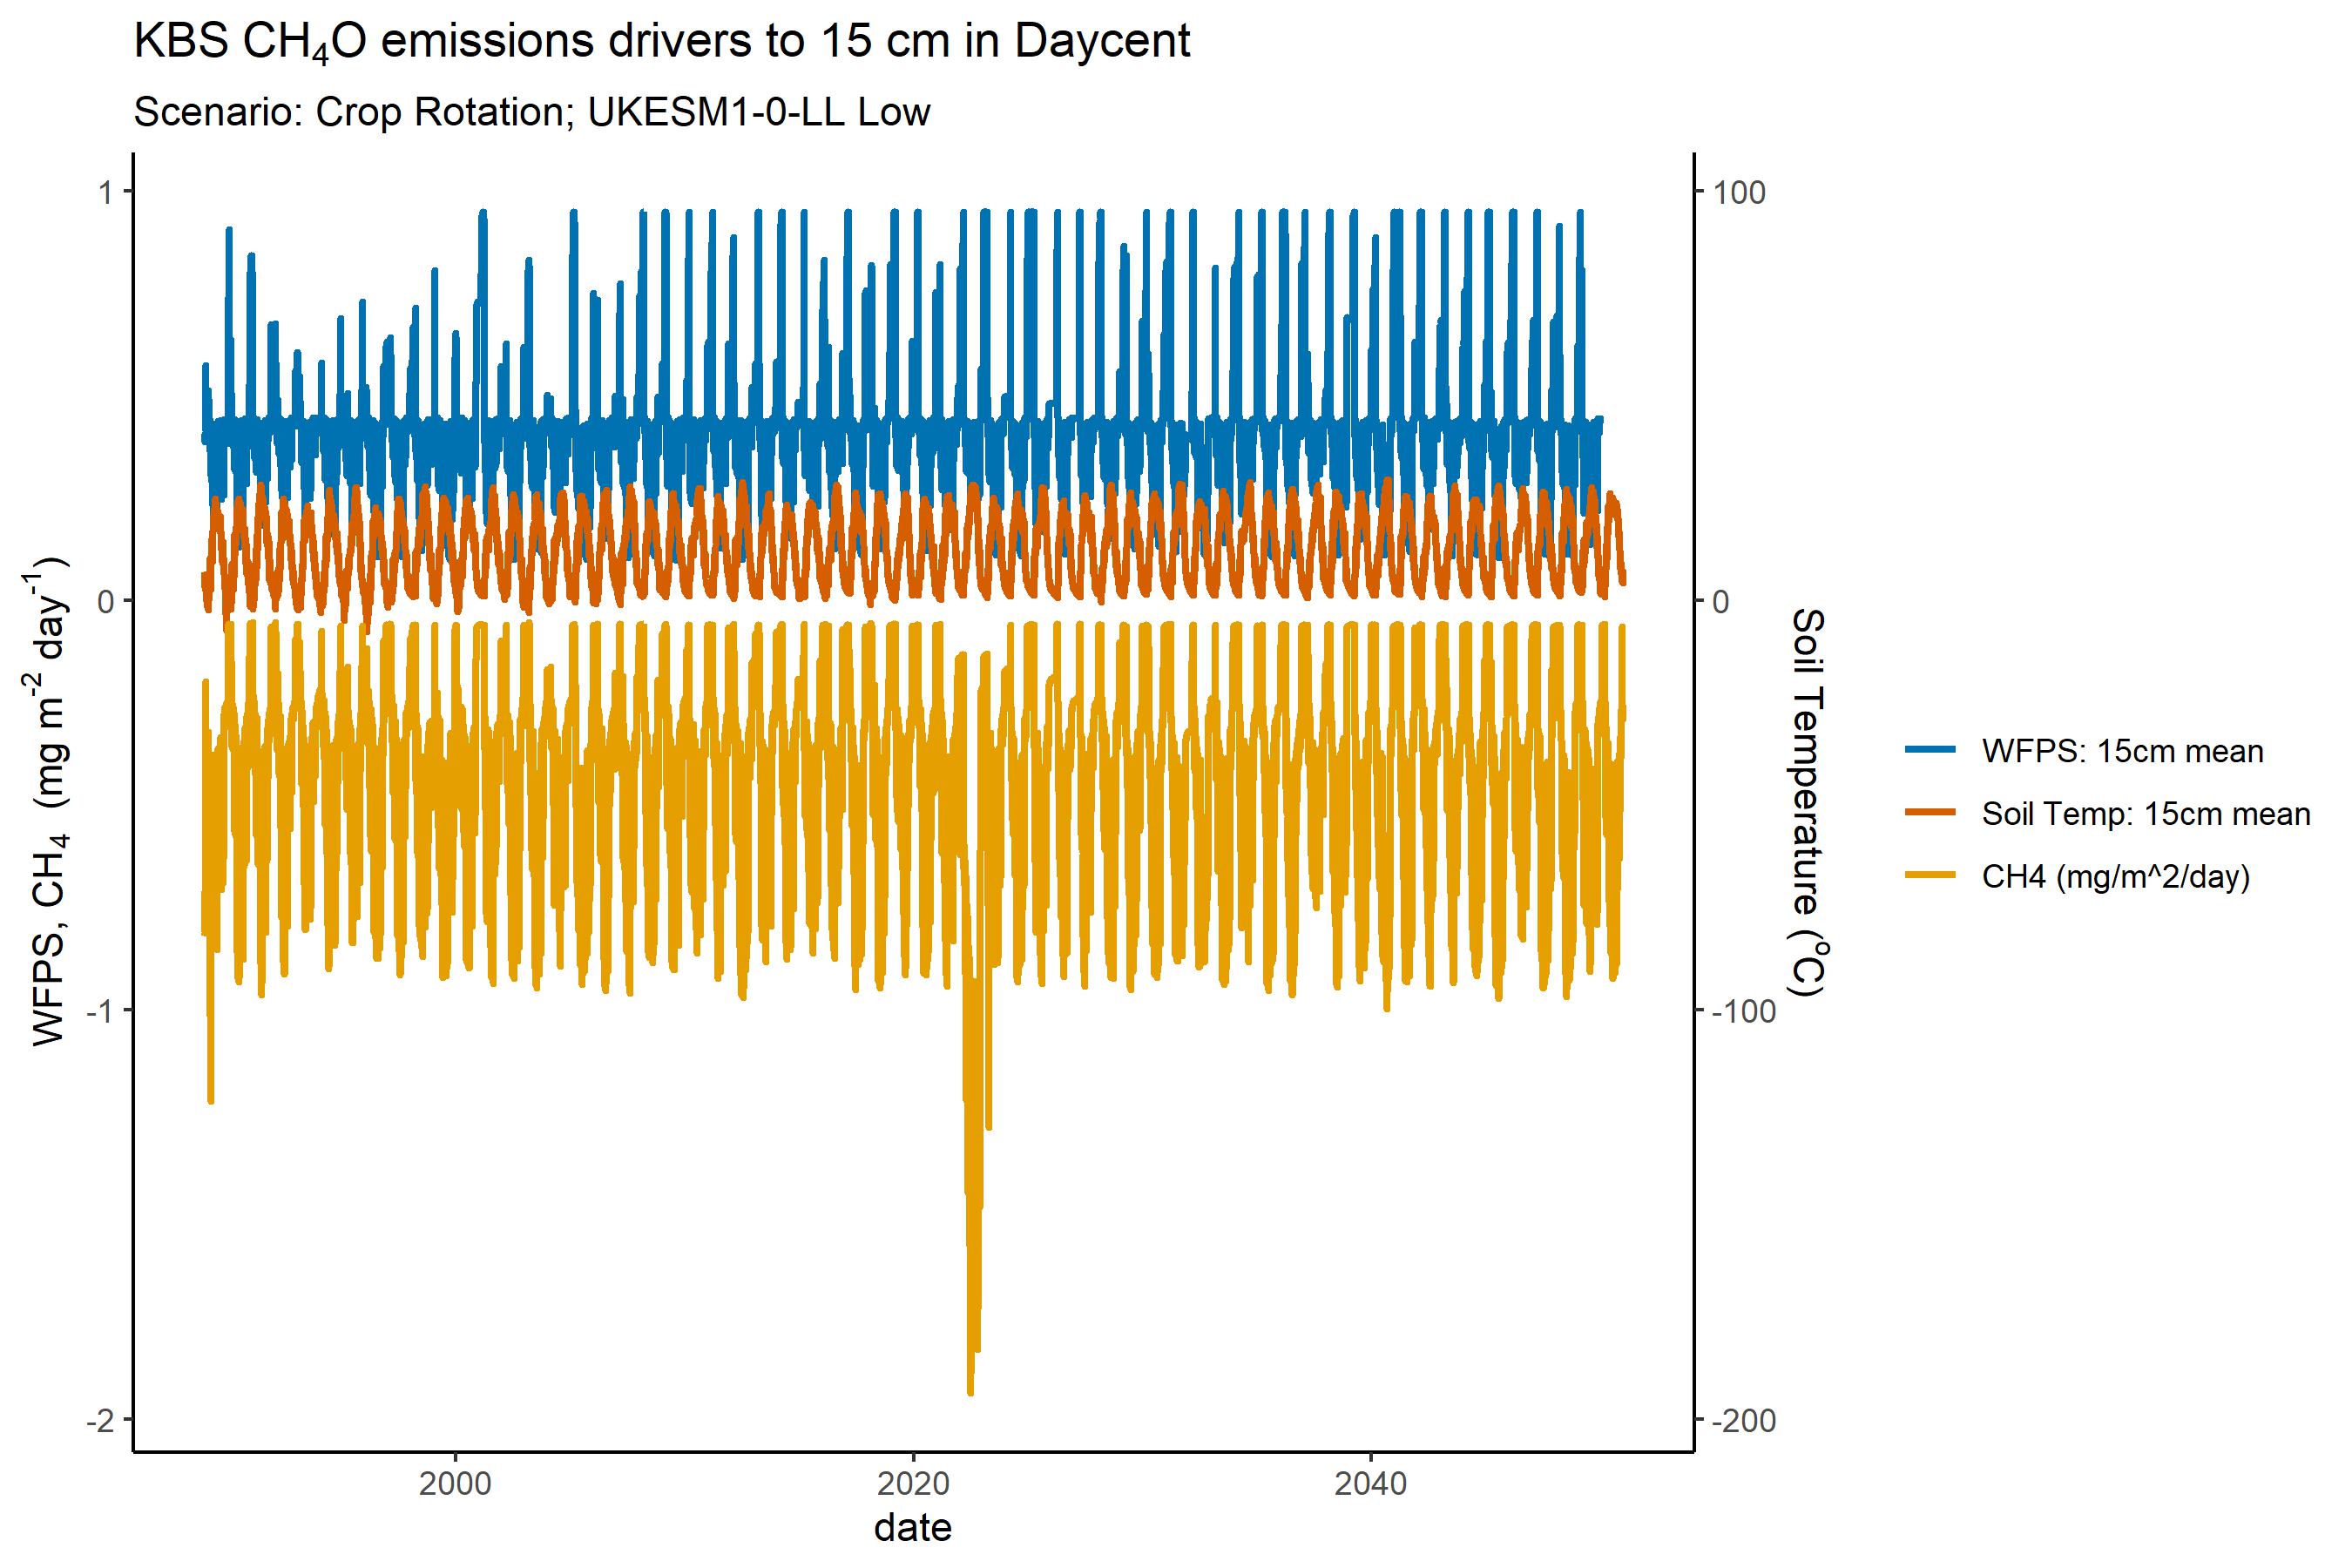 KBS CH₄O emissions drivers to 15 cm in Daycent
Scenario: Crop Rotation; UKESM1-0-LL Low
WFPS, CH₄ (mg m⁻² day⁻¹)
1
0
-1
-2
100
0
-100
-200
Soil Temperature (ºC)
2000
2020
2040
date
WFPS: 15cm mean
Soil Temp: 15cm mean
CH4 (mg/m^2/day)